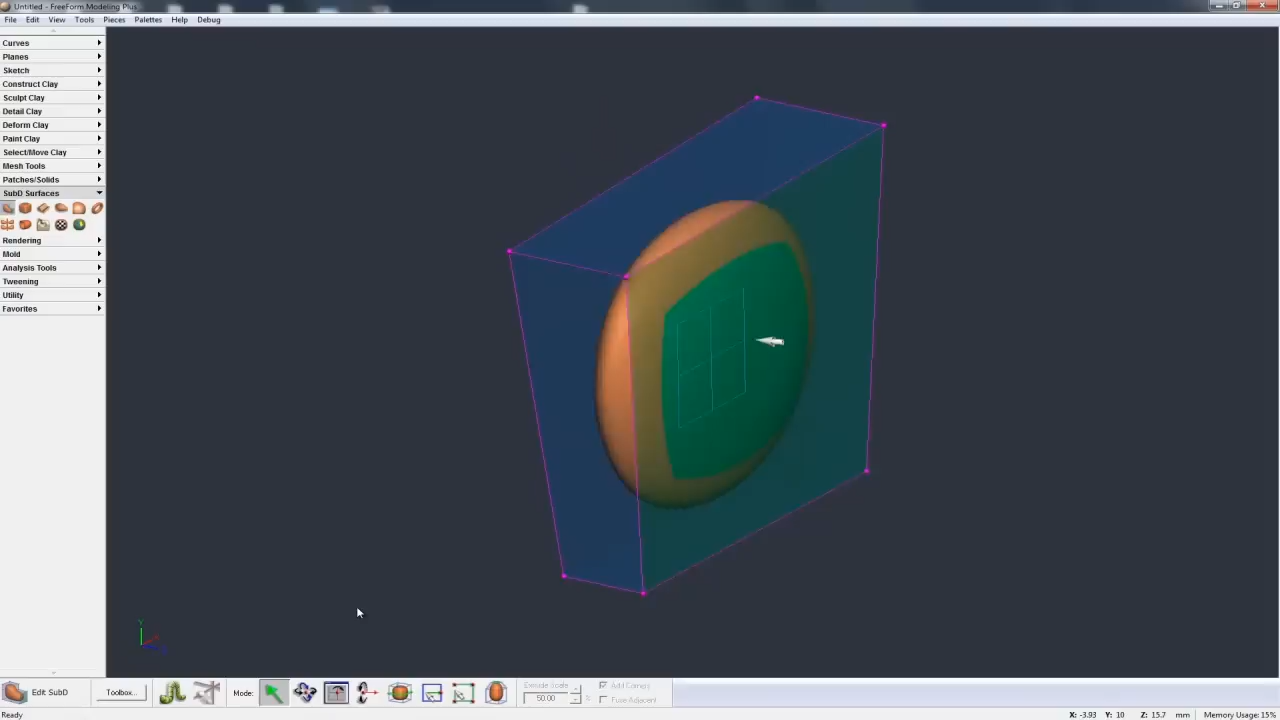 Untitled - FreeForm Modeling Plus
File Edit View Tools Pieces Palettes Help Debug
Curves
Planes
Sketch
Construct Clay
Sculpt Clay
Detail Clay
Deform Clay
Paint Clay
Select/Move Clay
Mesh Tools
Patches/Solids
SubD Surfaces
Rendering
Mold
Analysis Tools
Tweening
Utility
Favorites
Y
Edit SubD
Toolbox...
Mode:
Extrude Scale
50.00
%
Add Corners
Fuse Adjacent
Ready
X: -3.93 Y: 10 Z: 15.7 mm
Memory Usage: 15%